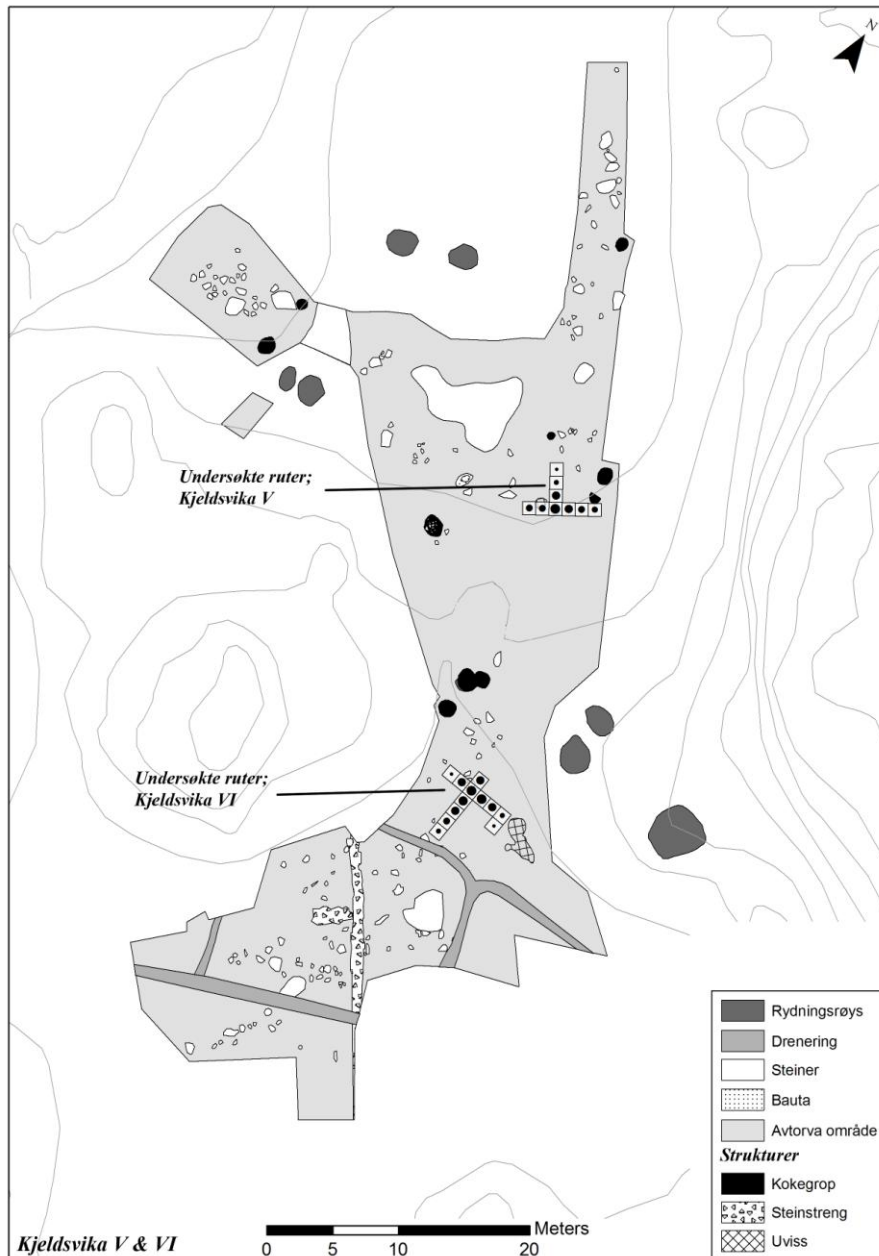 N
Undersøkte ruter;
Kjeldsvika V
Undersøkte ruter;
Kjeldsvika VI
Rydningsrøys
Drenering
Steiner
Bauta
Avtorva område
Strukturer
Kokegrop
Steinstreng
Uviss
Kjeldsvika V & VI
Meters
0 5 10 20